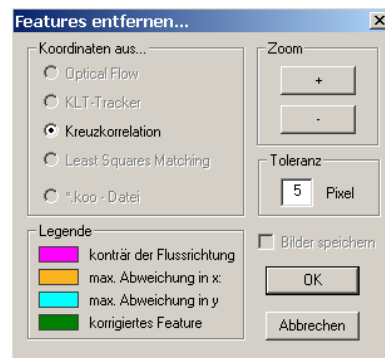 Features entfernen...
Koordinaten aus...
Optical Flow
KLT-Tracker
Kreuzkorrelation
Least Squares Matching
*.koo - Datei
Zoom
+
-
Toleranz
5 Pixel
Legende
konträr der Flussrichtung
max. Abweichung in x:
max. Abweichung in y
korrigiertes Feature
Bilder speichern
OK
Abbrechen